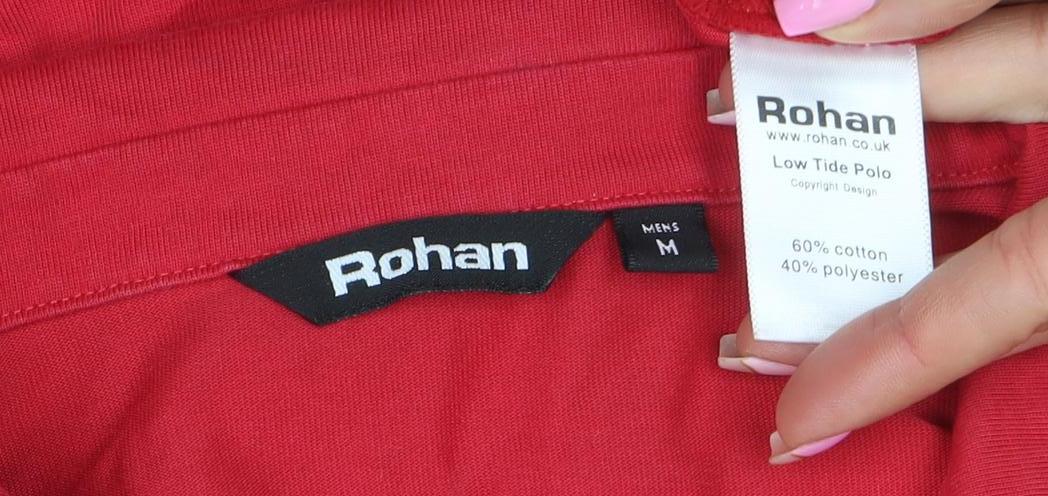 Rohan
MENS
M
Rohan
www.rohan.co.uk
Low Tide Polo
Copyright Design
60% cotton
40% polyester